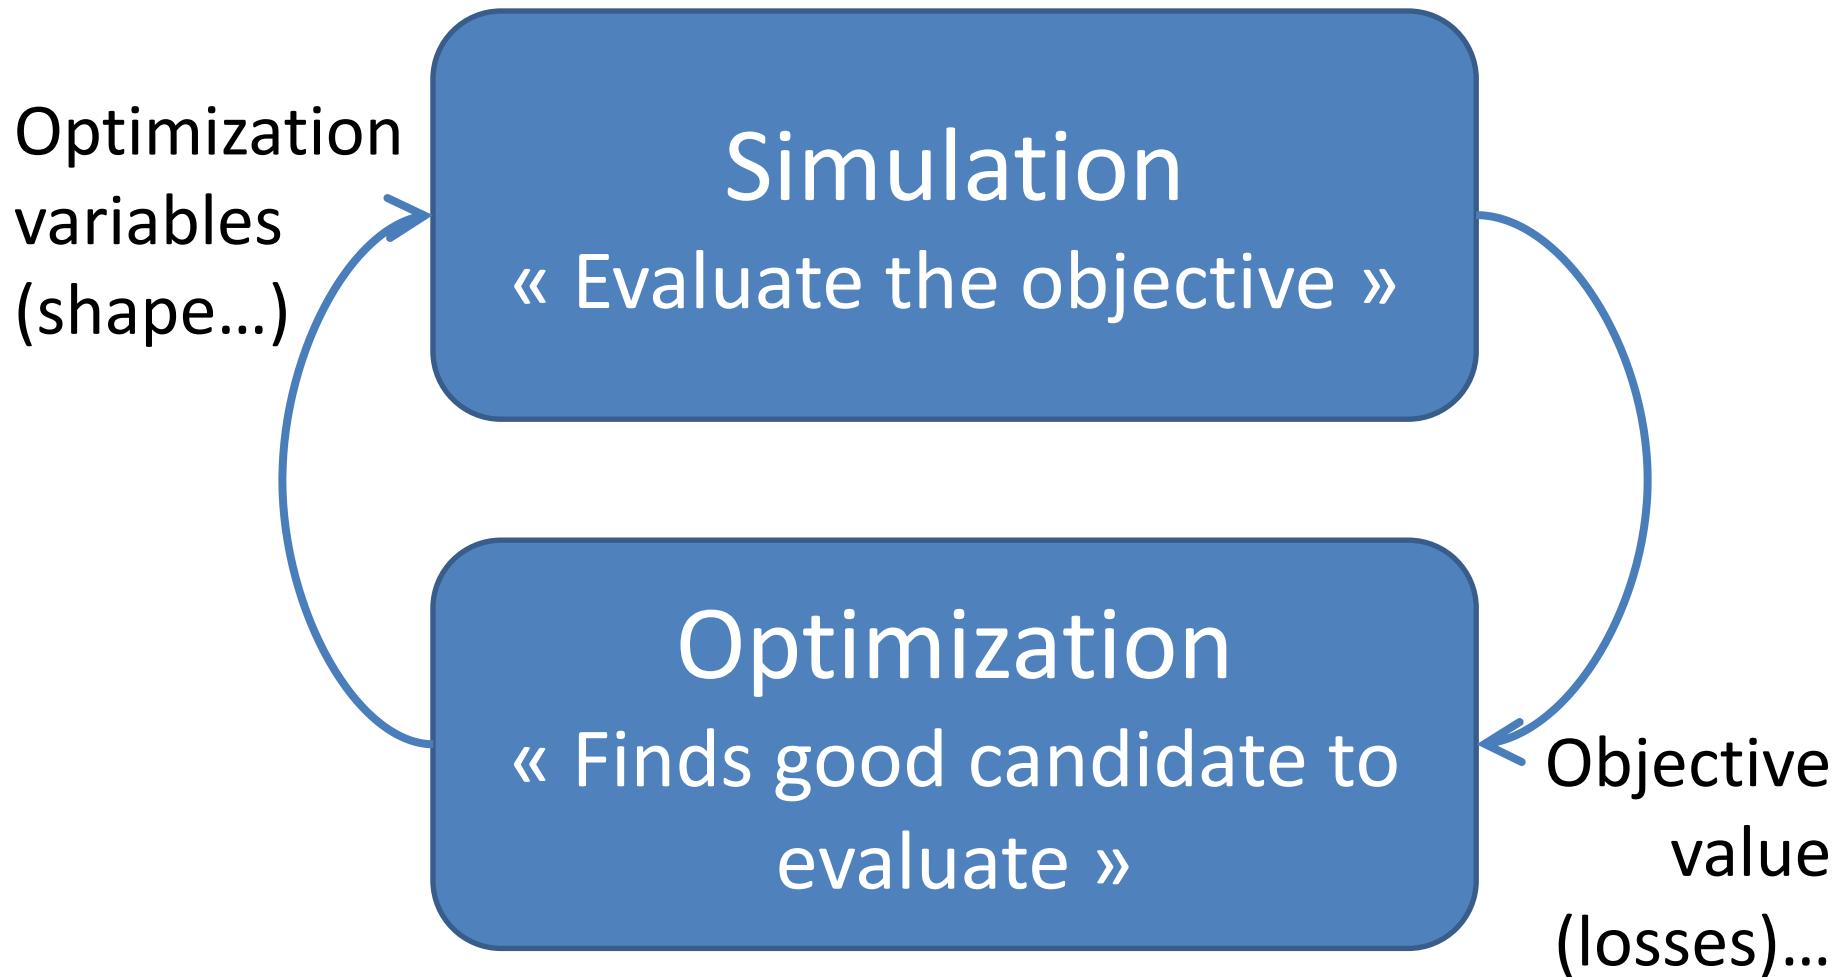 Optimization
variables
(shape…)
Simulation
« Evaluate the objective »
Optimization
« Finds good candidate to
evaluate »
Objective
value
(losses)…